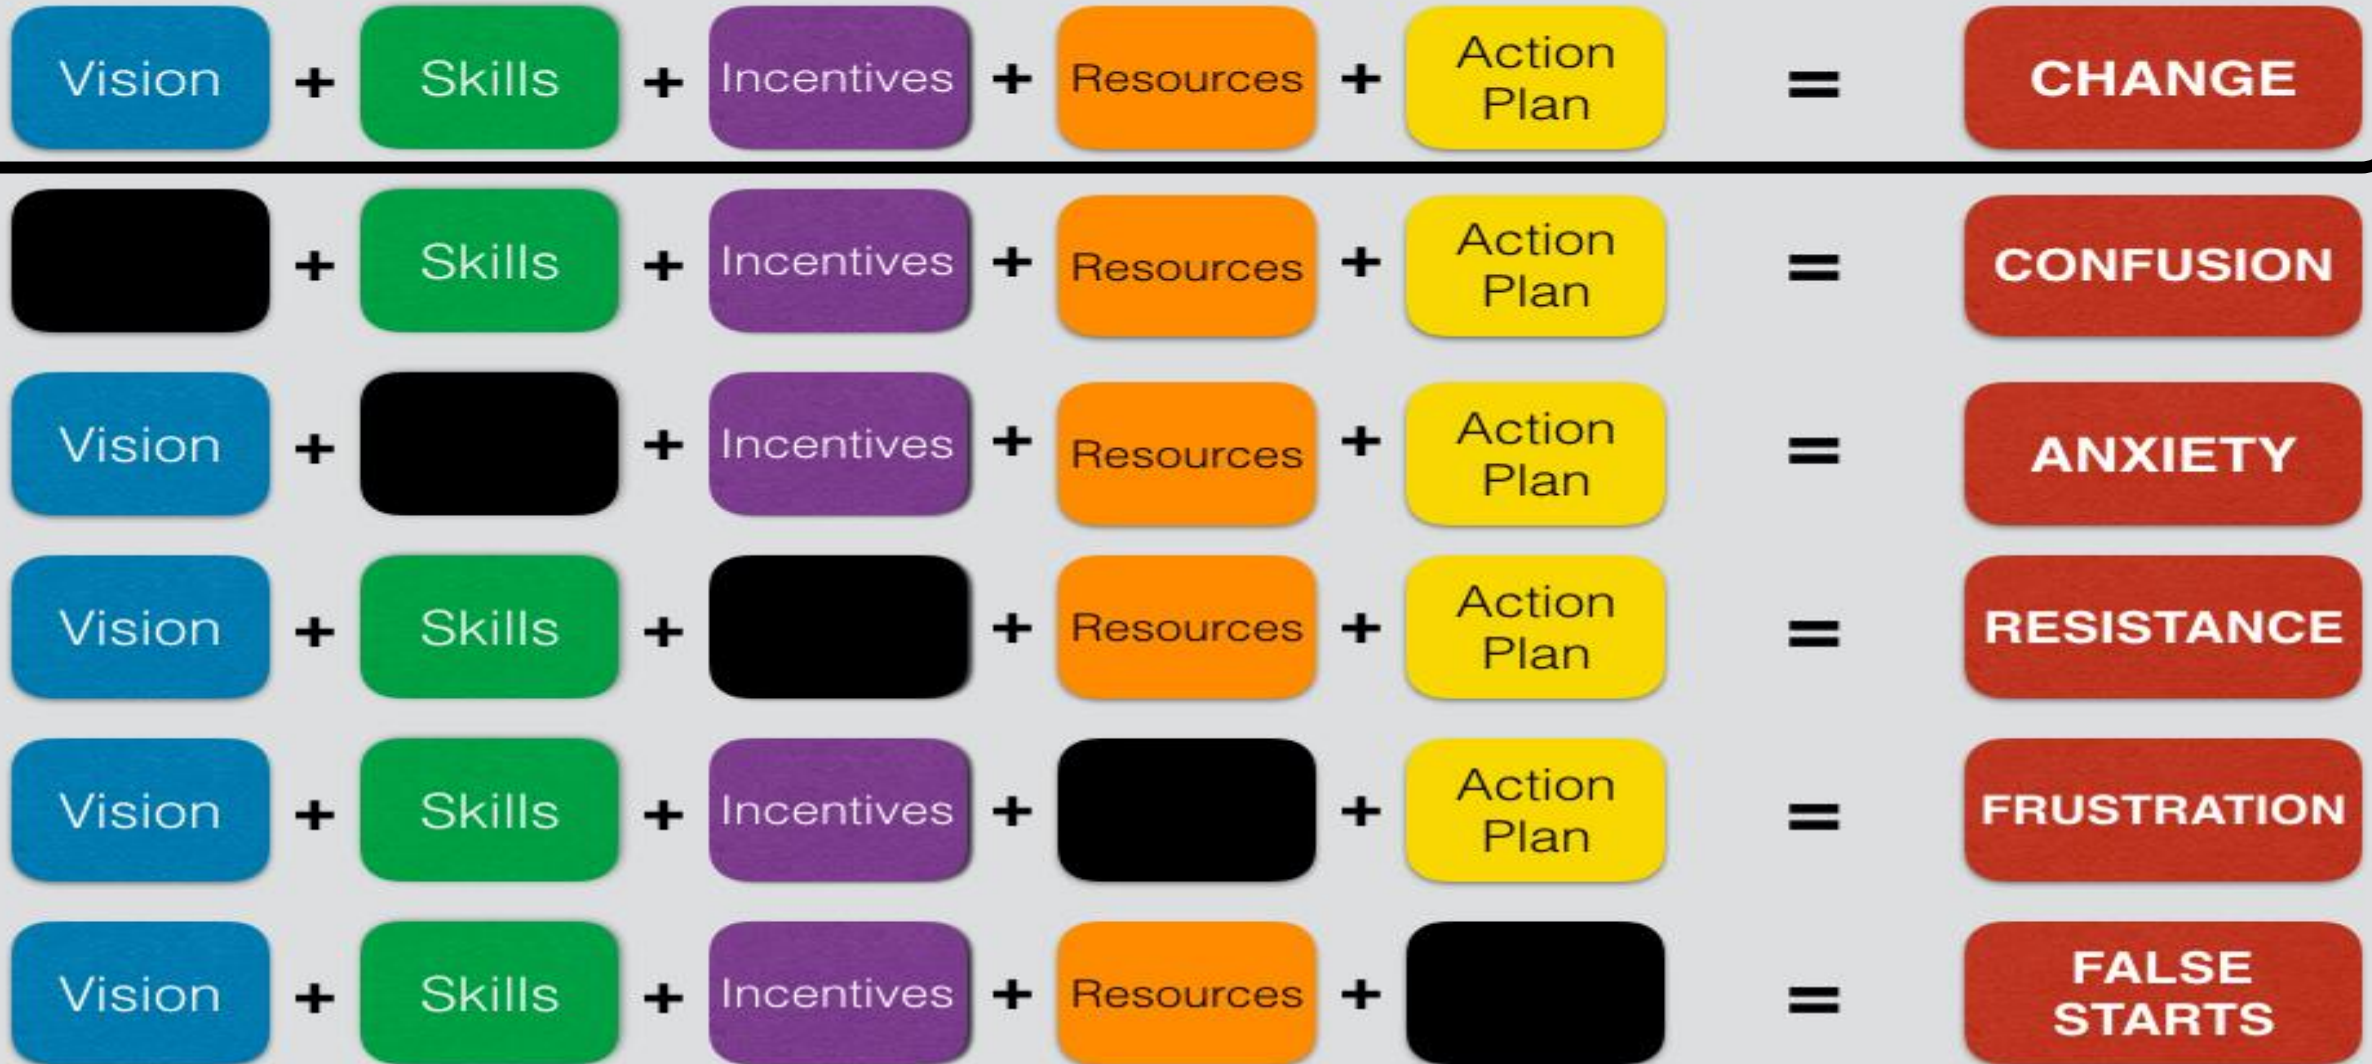 Vision + Skills + Incentives + Resources + Action Plan = CHANGE
+ Skills + Incentives + Resources + Action Plan = CONFUSION
Vision + + Incentives + Resources + Action Plan = ANXIETY
Vision + Skills + + Resources + Action Plan = RESISTANCE
Vision + Skills + Incentives + + Action Plan = FRUSTRATION
Vision + Skills + Incentives + Resources + = FALSE STARTS